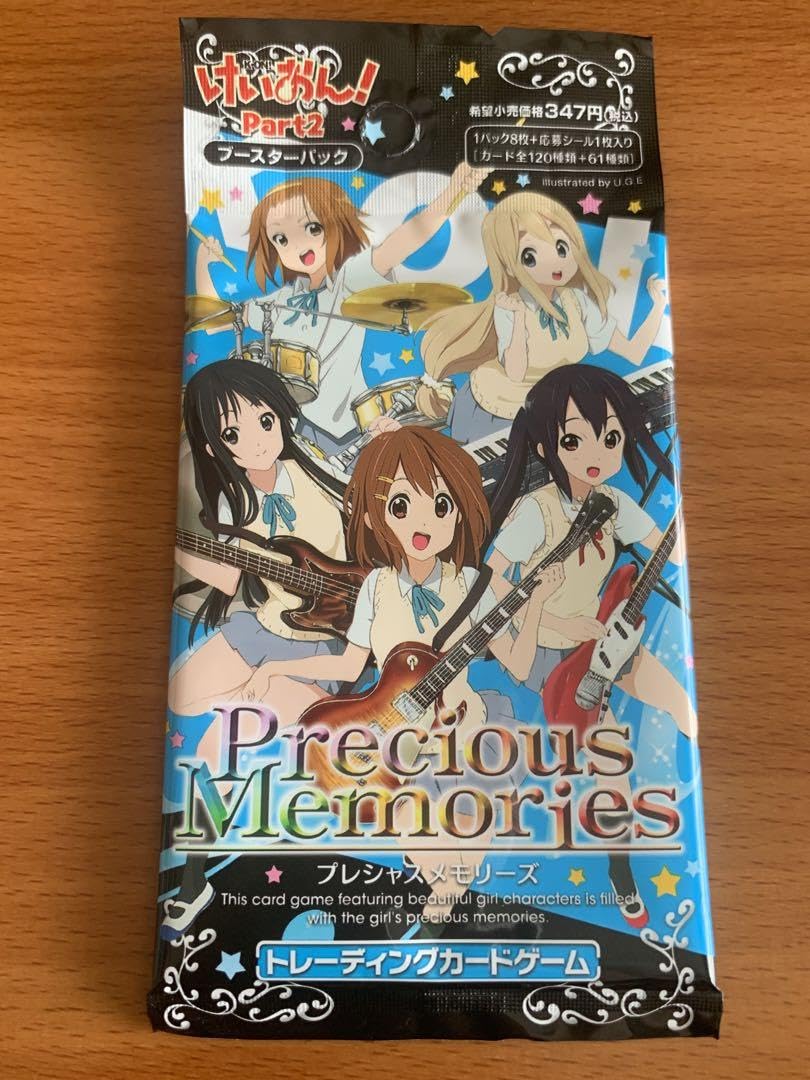 K-ON!
けいおん!
Part2
ブースターパック
希望小売価格347円(税込)
1パック8枚+応募シール1枚入り
[カード全120種類+61種類]
illustrated by U.G.E
Precious
Memories
プレシャスメモリーズ
This card game featuring beautiful girl characters is filled
with the girl's precious memories.
トレーディングカードゲーム